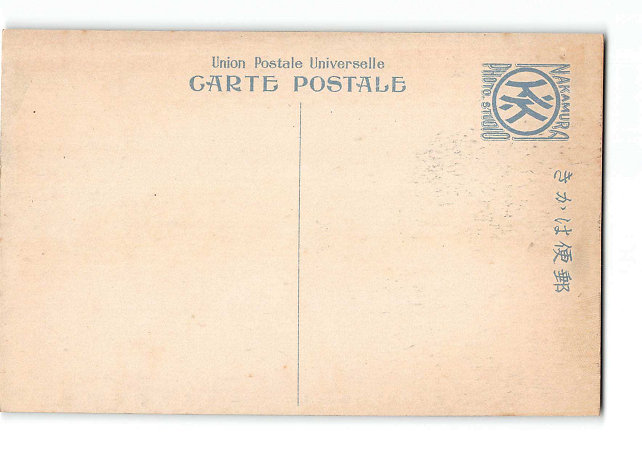 Union Postale Universelle
CARTE POSTALE
NAKAMURA
PHOTO. STUDIO
きかは便郵